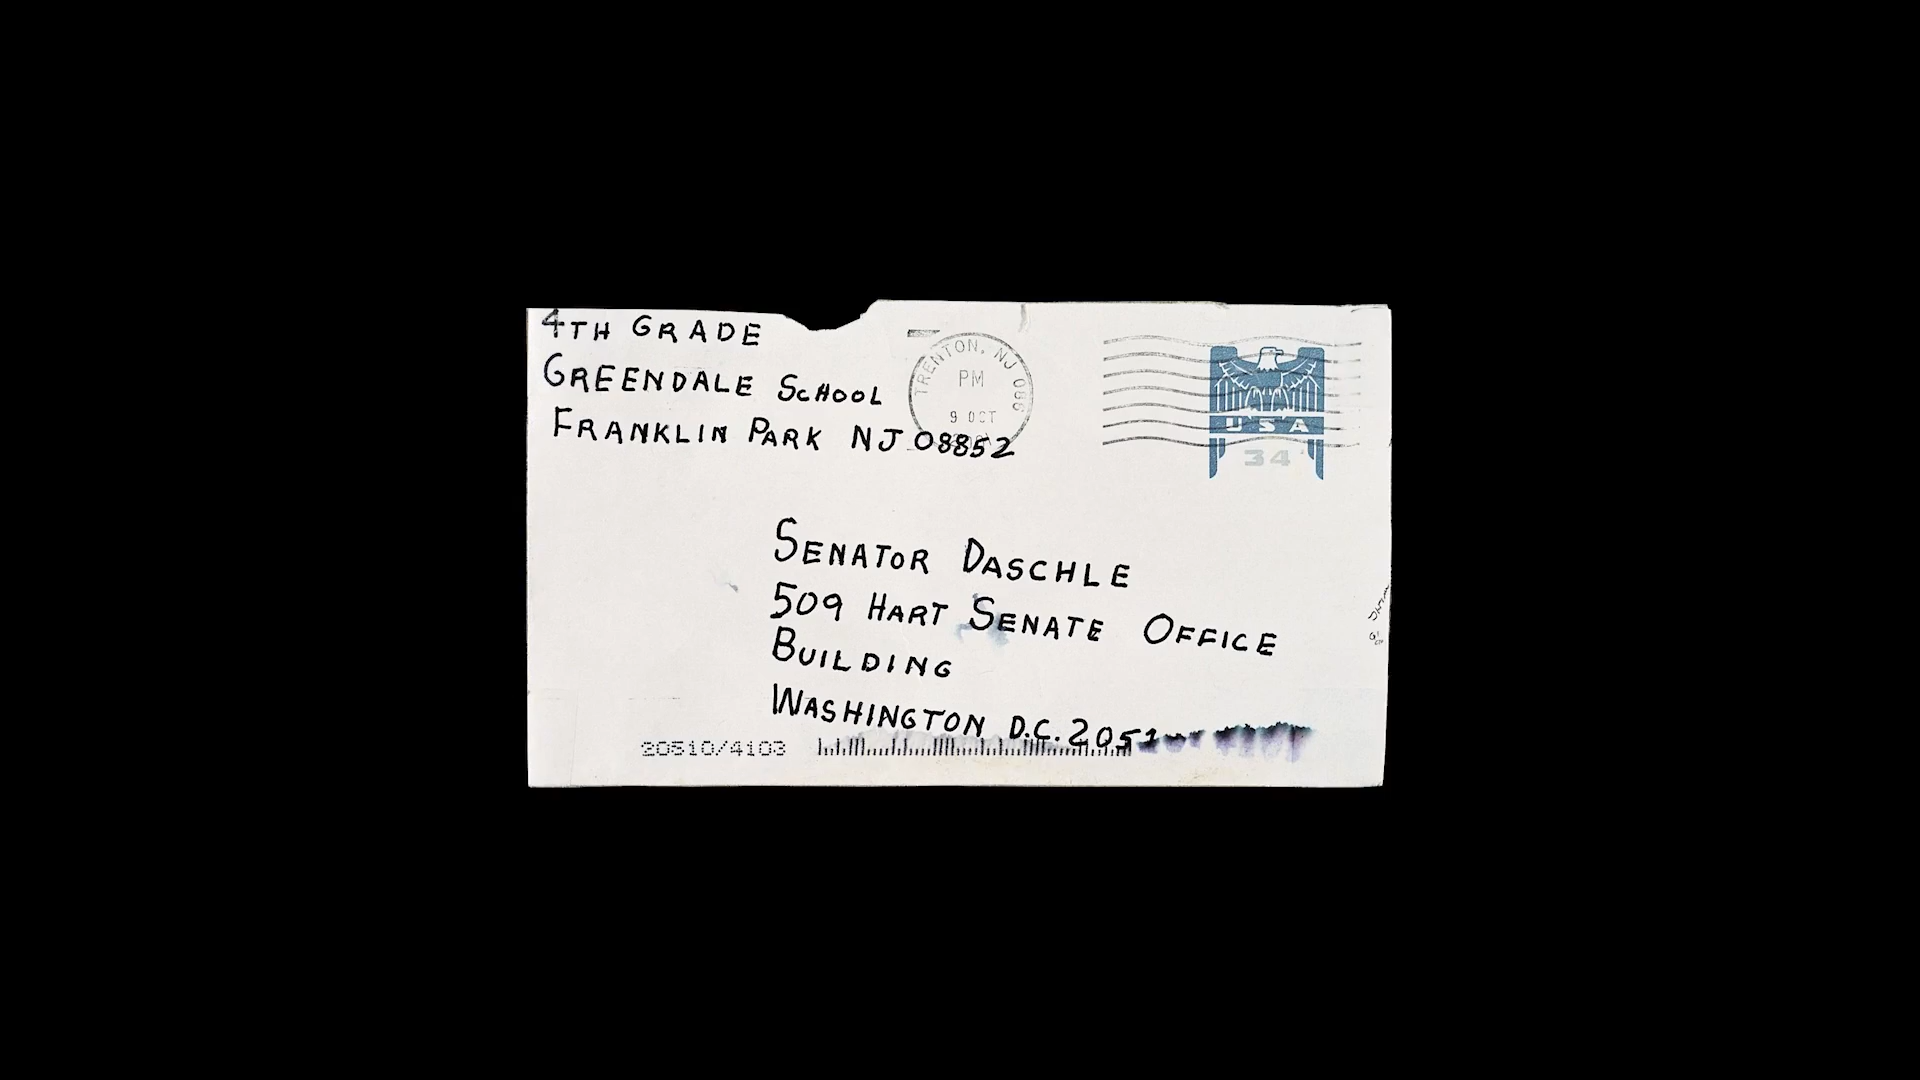 4TH GRADE
GREENDALE SCHOOL
FRANKLIN PARK NJ 08852
TRENTON, NJ 086
PM
9 OCT
USA
34
SENATOR DASCHLE
509 HART SENATE OFFICE
BUILDING
WASHINGTON D.C. 2051
20510/4103